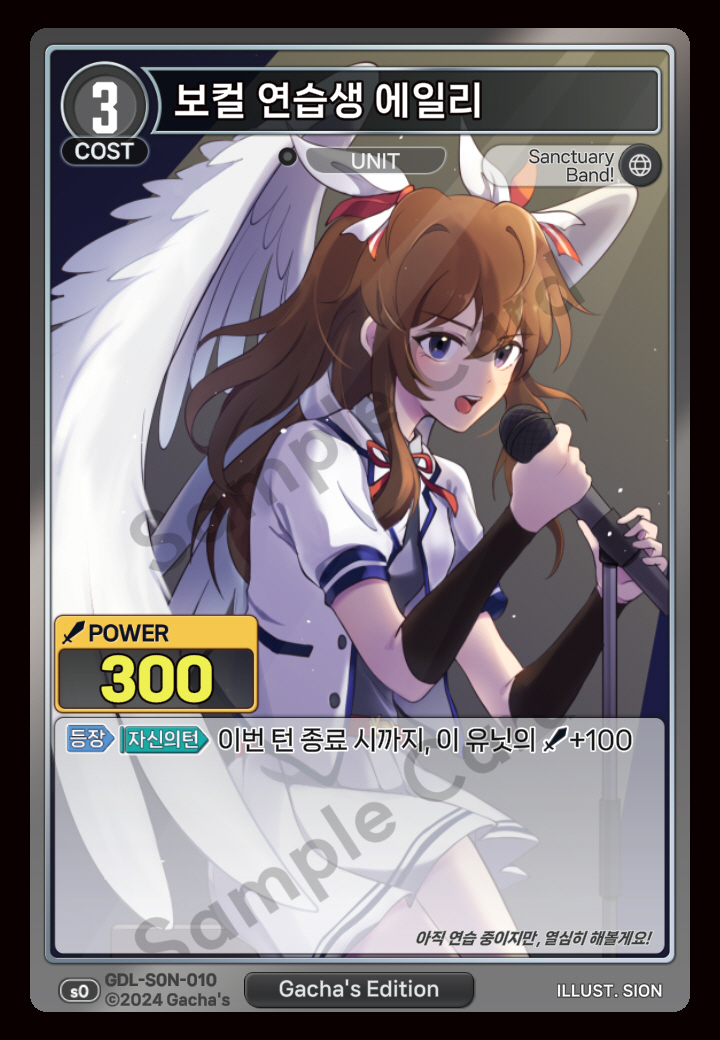 3
COST
보컬 연습생 에일리
UNIT
Sanctuary
Band!
Sample Card
POWER
300
등장 자신의턴 이번 턴 종료 시까지, 이 유닛의 +100
Sample Card
아직 연습 중이지만, 열심히 해볼게요!
s0
GDL-S0N-010
©2024 Gacha's
Gacha's Edition
ILLUST. SION